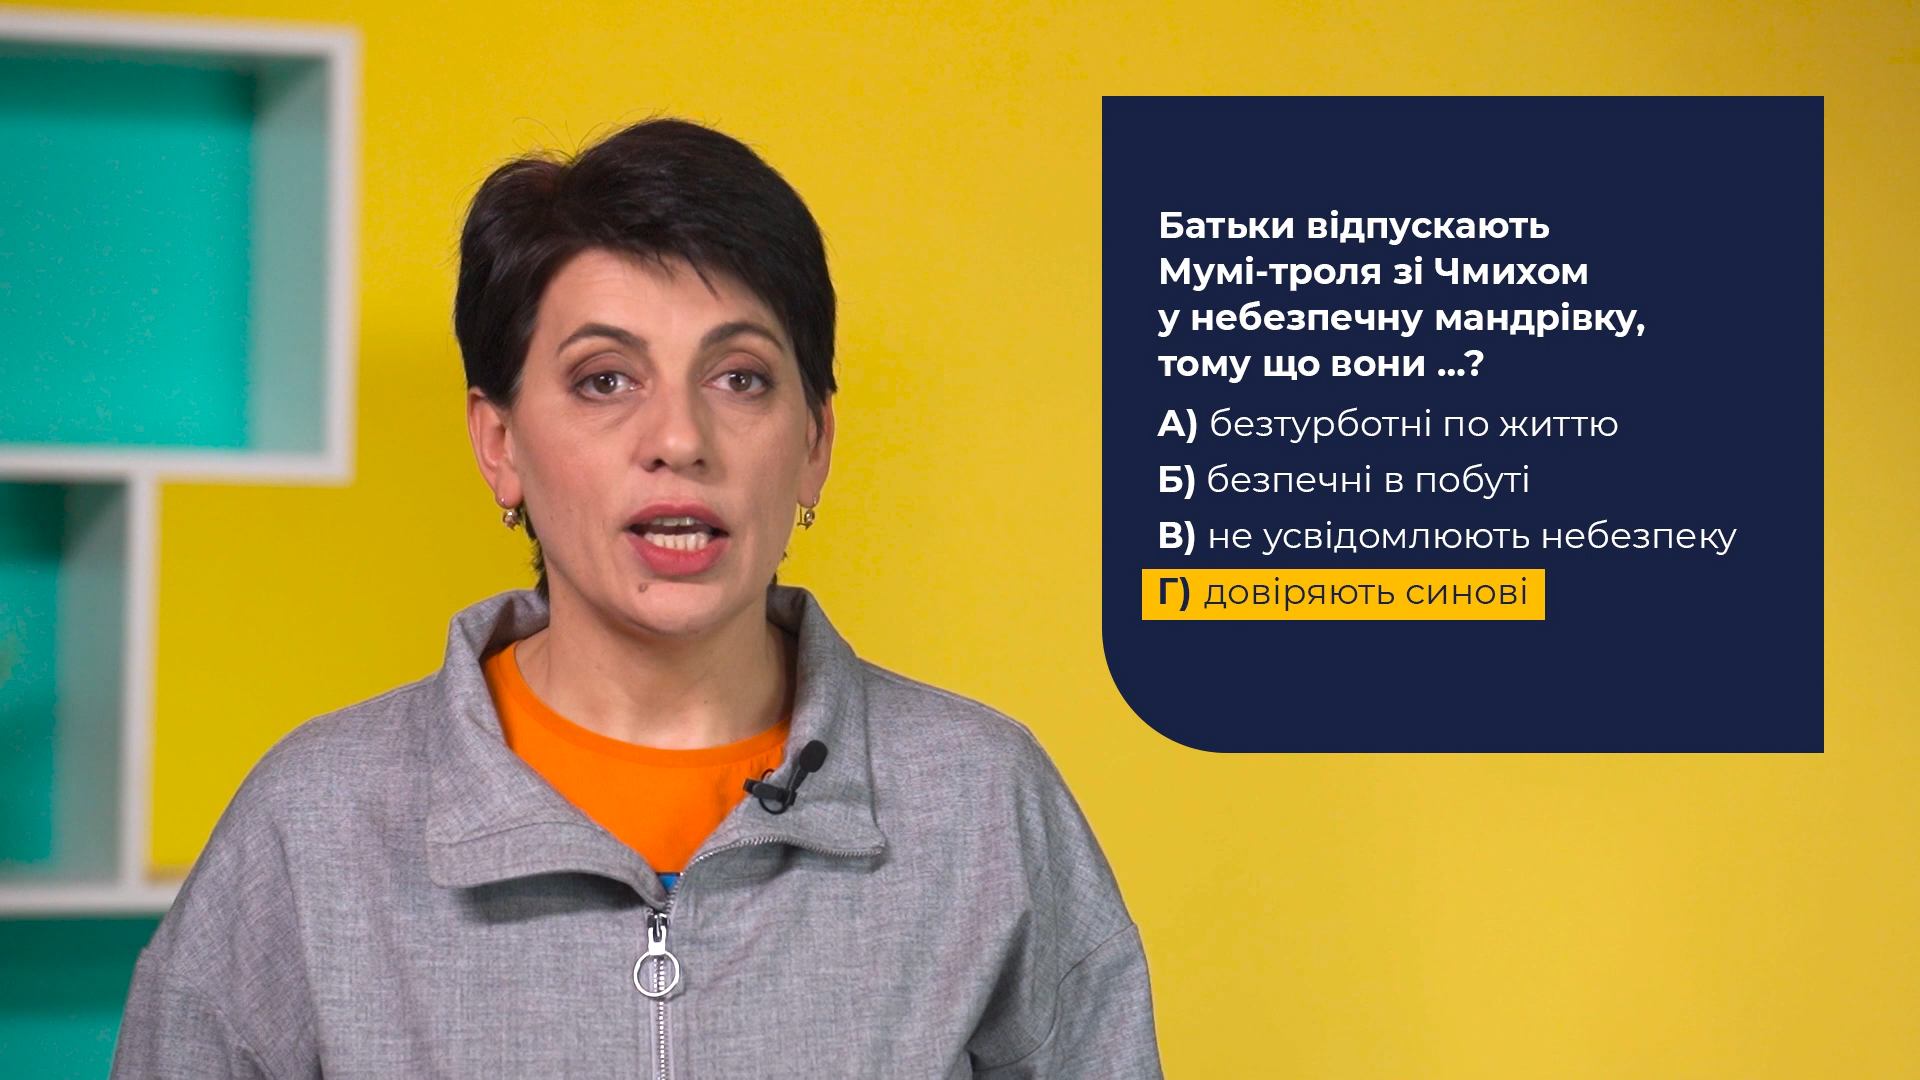 Батьки відпускають
Мумі-троля зі Чмихом
у небезпечну мандрівку,
тому що вони ...?
А) безтурботні по життю
Б) безпечні в побуті
В) не усвідомлюють небезпеку
Г) довіряють синові